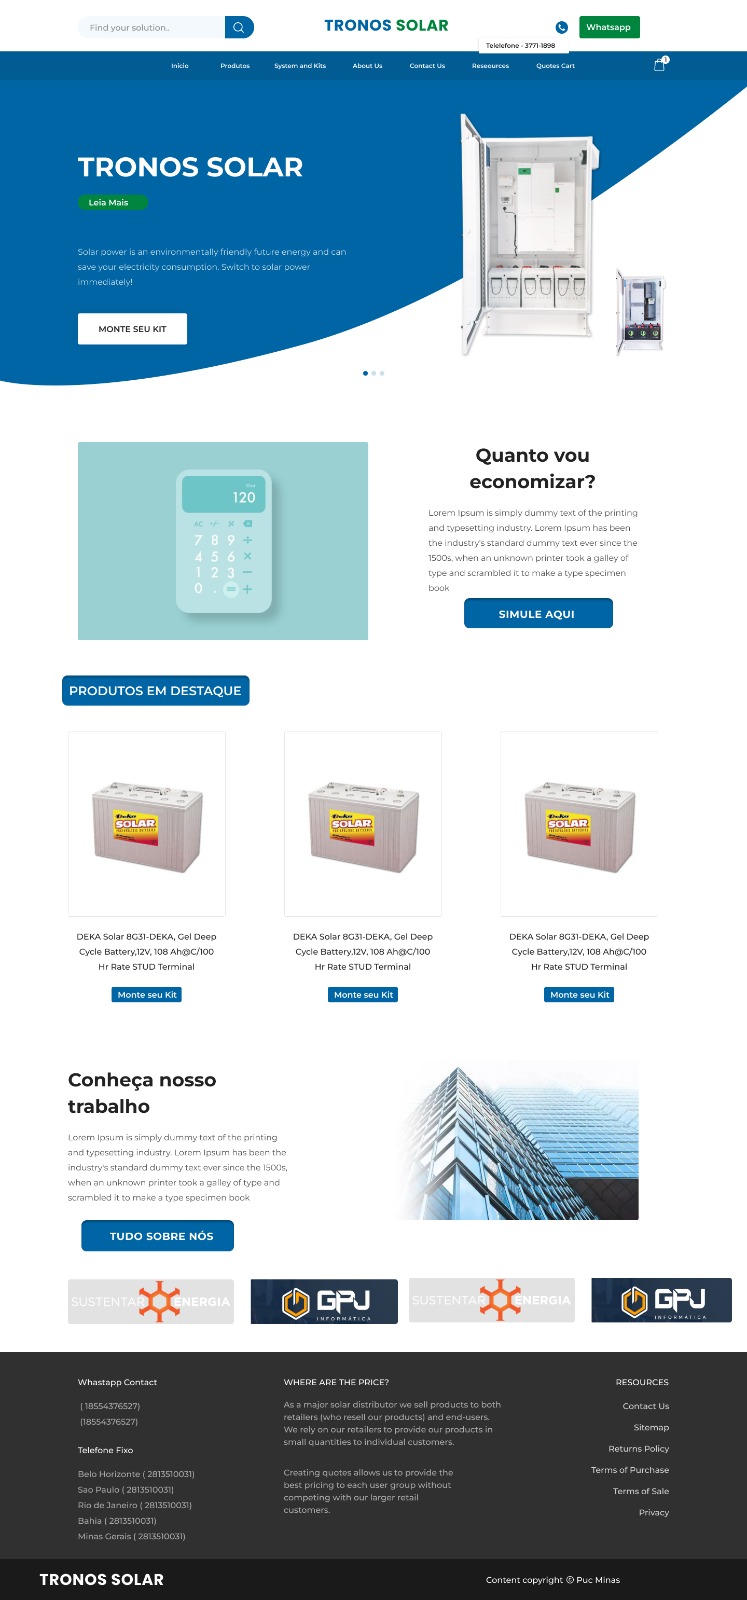 Find your solution..
TRONOS SOLAR
Whatsapp
Telelefone - 3771-1898
Inicio
Produtos
System and Kits
About Us
Contact Us
Reseources
Quotes Cart
1
TRONOS SOLAR
Leia Mais
Solar power is an environmentally friendly future energy and can
save your electricity consumption. Switch to solar power
immediately!
MONTE SEU KIT
120
AC +/- %
7 8 9 ÷
4 5 6 ×
1 2 3 −
0 . = +
Quanto vou
economizar?
Lorem Ipsum is simply dummy text of the printing
and typesetting industry. Lorem Ipsum has been
the industry's standard dummy text ever since the
1500s, when an unknown printer took a galley of
type and scrambled it to make a type specimen
book
SIMULE AQUI
PRODUTOS EM DESTAQUE
DeKa
SOLAR
DeKa
SOLAR
DeKa
SOLAR
DEKA Solar 8G31-DEKA, Gel Deep
Cycle Battery,12V, 108 Ah@C/100
Hr Rate STUD Terminal
Monte seu Kit
DEKA Solar 8G31-DEKA, Gel Deep
Cycle Battery,12V, 108 Ah@C/100
Hr Rate STUD Terminal
Monte seu Kit
DEKA Solar 8G31-DEKA, Gel Deep
Cycle Battery,12V, 108 Ah@C/100
Hr Rate STUD Terminal
Monte seu Kit
Conheça nosso
trabalho
Lorem Ipsum is simply dummy text of the printing
and typesetting industry. Lorem Ipsum has been the
industry's standard dummy text ever since the 1500s,
when an unknown printer took a galley of type and
scrambled it to make a type specimen book
TUDO SOBRE NÓS
SUSTENTAR ENERGIA
GPJ
INFORMÁTICA
SUSTENTAR ENERGIA
GPJ
INFORMÁTICA
Whastapp Contact
( 18554376527)
(18554376527)
Telefone Fixo
Belo Horizonte ( 2813510031)
Sao Paulo ( 2813510031)
Rio de Janeiro ( 2813510031)
Bahia ( 2813510031)
Minas Gerais ( 2813510031)
WHERE ARE THE PRICE?
As a major solar distributor we sell products to both
retailers (who resell our products) and end-users.
We rely on our retailers to provide our products in
small quantities to individual customers.
Creating quotes allows us to provide the
best pricing to each user group without
competing with our larger retail
customers.
RESOURCES
Contact Us
Sitemap
Returns Policy
Terms of Purchase
Terms of Sale
Privacy
TRONOS SOLAR
Content copyright © Puc Minas